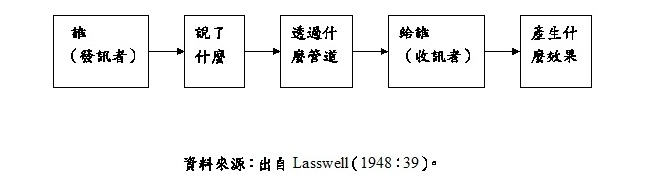 誰
（發訊者）
說了
什麼
透過什
麼管道
給誰
（收訊者）
產生什
麼效果
資料來源：出自 Lasswell（1948：39）。